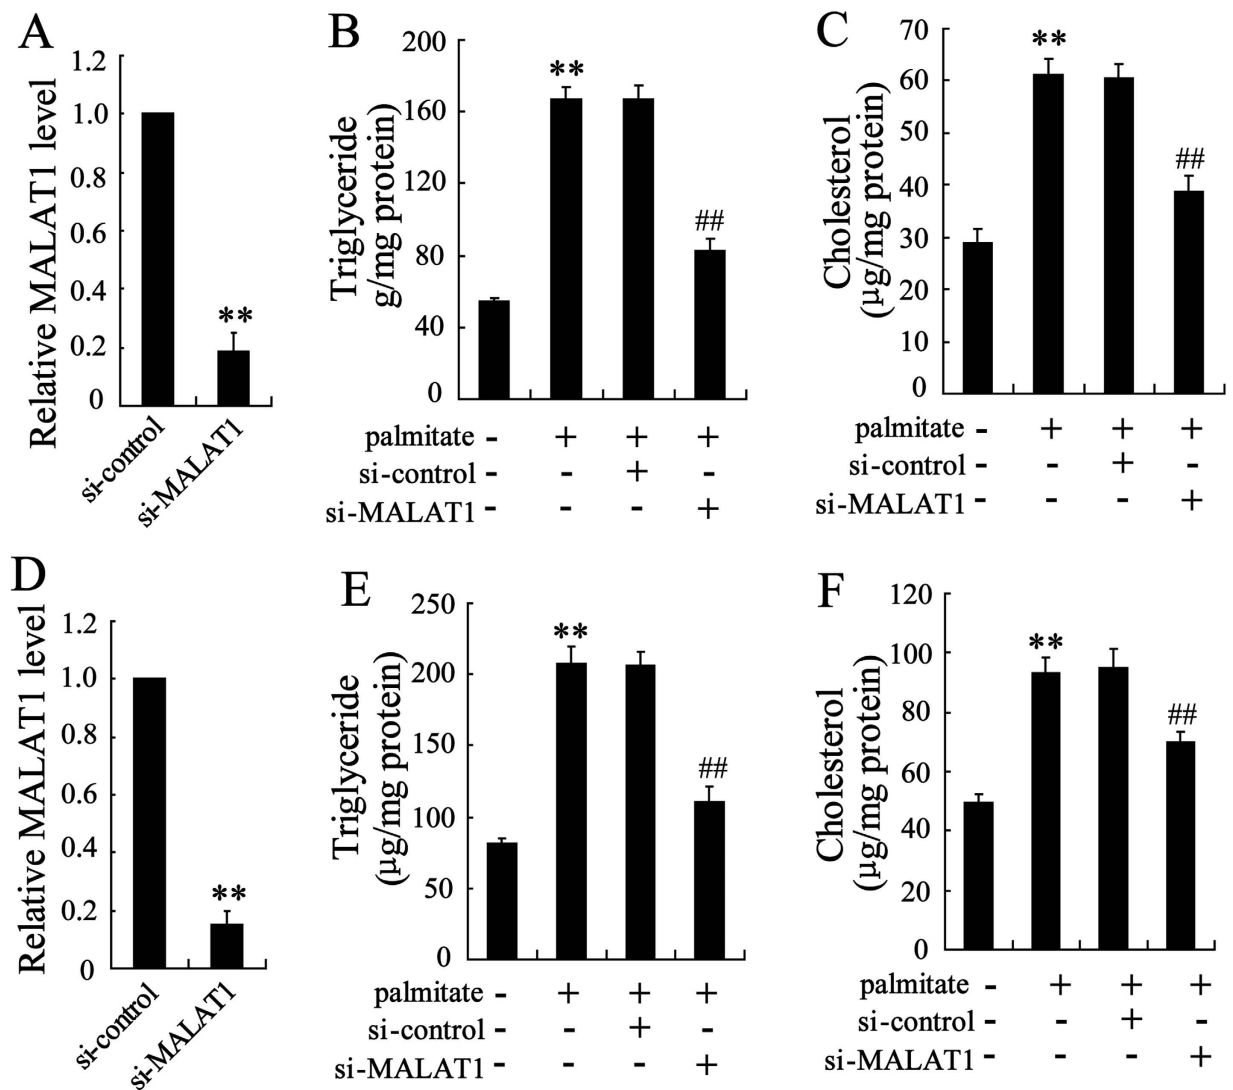 A
Relative MALAT1 level
1.2
1.0
0.8
0.6
0.4
0.2
0
**
si-control
si-MALAT1
B
Triglyceride
g/mg protein)
200
160
120
80
40
0
**
##
palmitate - + + +
si-control - - + -
si-MALAT1 - - - +
C
Cholesterol
(µg/mg protein)
70
60
50
40
30
20
10
0
**
##
palmitate - + + +
si-control - - + -
si-MALAT1 - - - +
D
Relative MALAT1 level
1.2
1.0
0.8
0.6
0.4
0.2
0
**
si-control
si-MALAT1
E
Triglyceride
(µg/mg protein)
250
200
150
100
50
0
**
##
palmitate - + + +
si-control - - + -
si-MALAT1 - - - +
F
Cholesterol
(µg/mg protein)
120
100
80
60
40
20
0
**
##
palmitate - + + +
si-control - - + -
si-MALAT1 - - - +